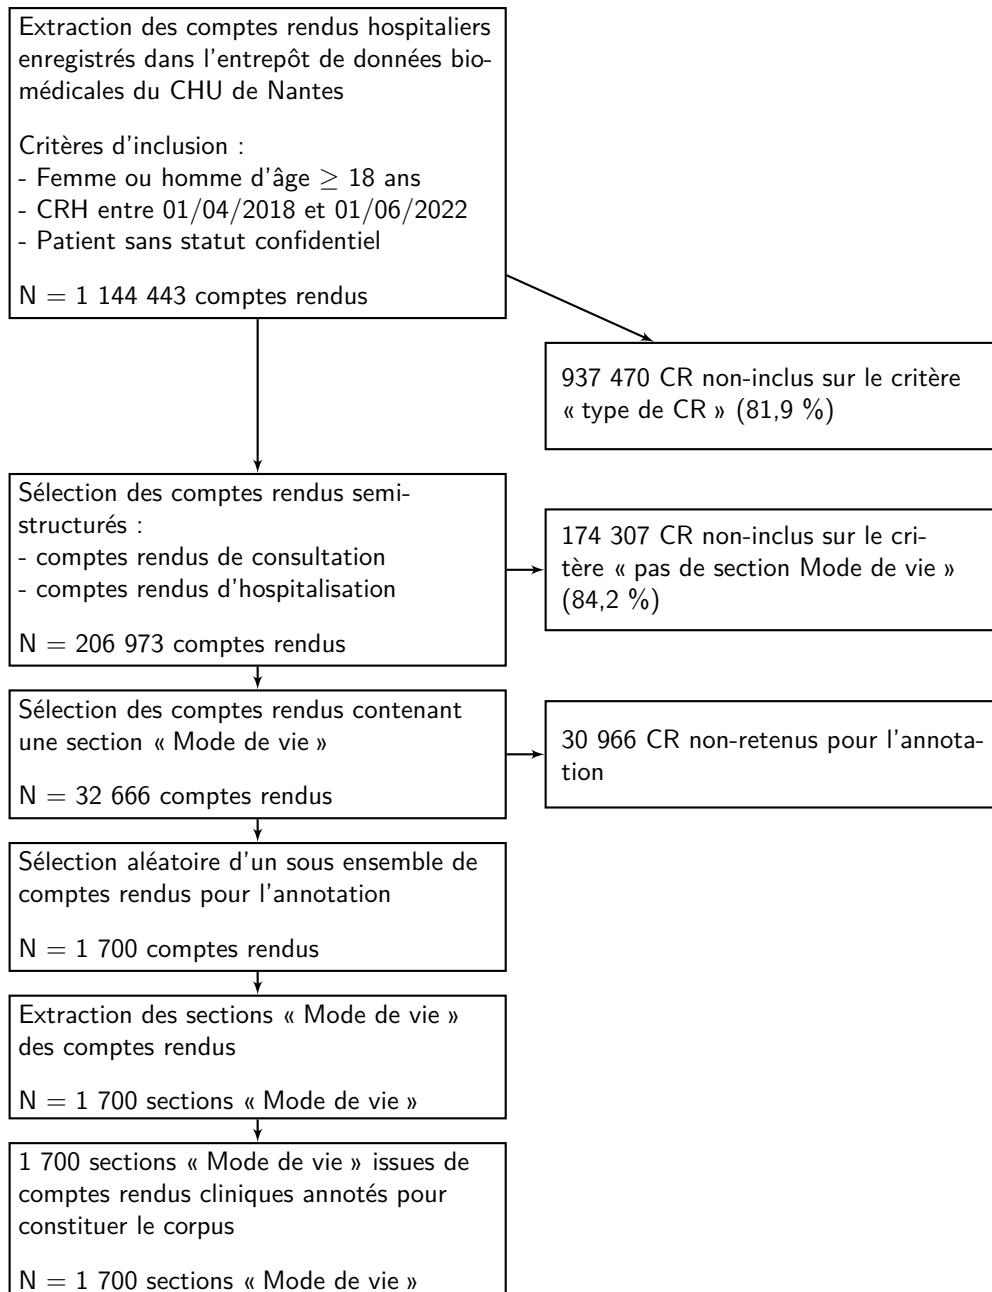 Extraction des comptes rendus hospitaliers
enregistrés dans l'entrepôt de données bio-
médicales du CHU de Nantes
Critères d'inclusion :
- Femme ou homme d'âge ≥ 18 ans
- CRH entre 01/04/2018 et 01/06/2022
- Patient sans statut confidentiel
N = 1 144 443 comptes rendus
937 470 CR non-inclus sur le critère
« type de CR » (81,9 %)
Sélection des comptes rendus semi-
structurés :
- comptes rendus de consultation
- comptes rendus d'hospitalisation
N = 206 973 comptes rendus
174 307 CR non-inclus sur le cri-
tère « pas de section Mode de vie »
(84,2 %)
Sélection des comptes rendus contenant
une section « Mode de vie »
N = 32 666 comptes rendus
30 966 CR non-retenus pour l'annota-
tion
Sélection aléatoire d'un sous ensemble de
comptes rendus pour l'annotation
N = 1 700 comptes rendus
Extraction des sections « Mode de vie »
des comptes rendus
N = 1 700 sections « Mode de vie »
1 700 sections « Mode de vie » issues de
comptes rendus cliniques annotés pour
constituer le corpus
N = 1 700 sections « Mode de vie »